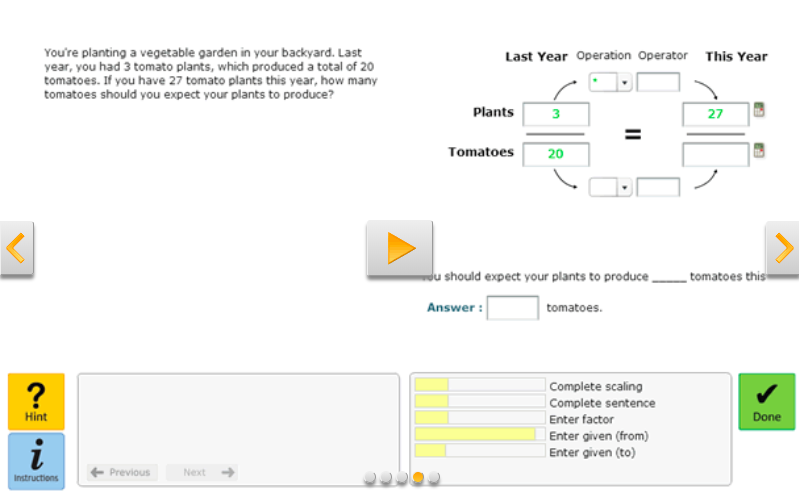 You're planting a vegetable garden in your backyard. Last
year, you had 3 tomato plants, which produced a total of 20
tomatoes. If you have 27 tomato plants this year, how many
tomatoes should you expect your plants to produce?
Last Year Operation Operator This Year
*
Plants 3 = 27
Tomatoes 20
should expect your plants to produce _____ tomatoes this
Answer : tomatoes.
? Hint
i Instructions
Previous Next
Complete scaling
Complete sentence
Enter factor
Enter given (from)
Enter given (to)
Done